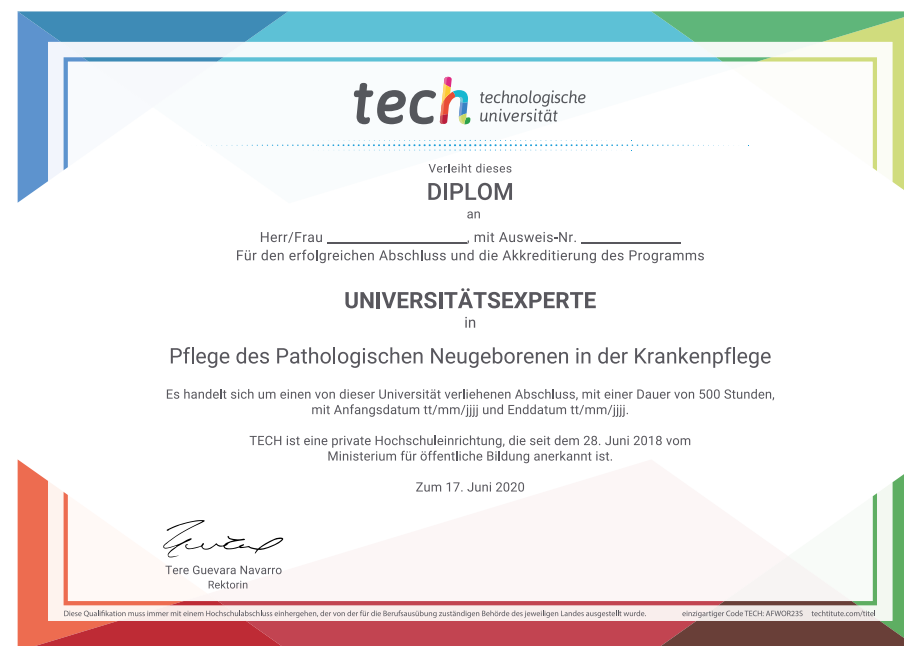 tech technologische
universität
Verleiht dieses
DIPLOM
an
Herr/Frau ____________________, mit Ausweis-Nr. ______________
Für den erfolgreichen Abschluss und die Akkreditierung des Programms
UNIVERSITÄTSEXPERTE
in
Pflege des Pathologischen Neugeborenen in der Krankenpflege
Es handelt sich um einen von dieser Universität verliehenen Abschluss, mit einer Dauer von 500 Stunden,
mit Anfangsdatum tt/mm/jjjj und Enddatum tt/mm/jjjj.
TECH ist eine private Hochschuleinrichtung, die seit dem 28. Juni 2018 vom
Ministerium für öffentliche Bildung anerkannt ist.
Zum 17. Juni 2020
Tere Guevara Navarro
Rektorin
Diese Qualifikation muss immer mit einem Hochschulabschluss einhergehen, der von der für die Berufsausübung zuständigen Behörde des jeweiligen Landes ausgestellt wurde. einzigartiger Code TECH: AFWOR23S techtitute.com/titel